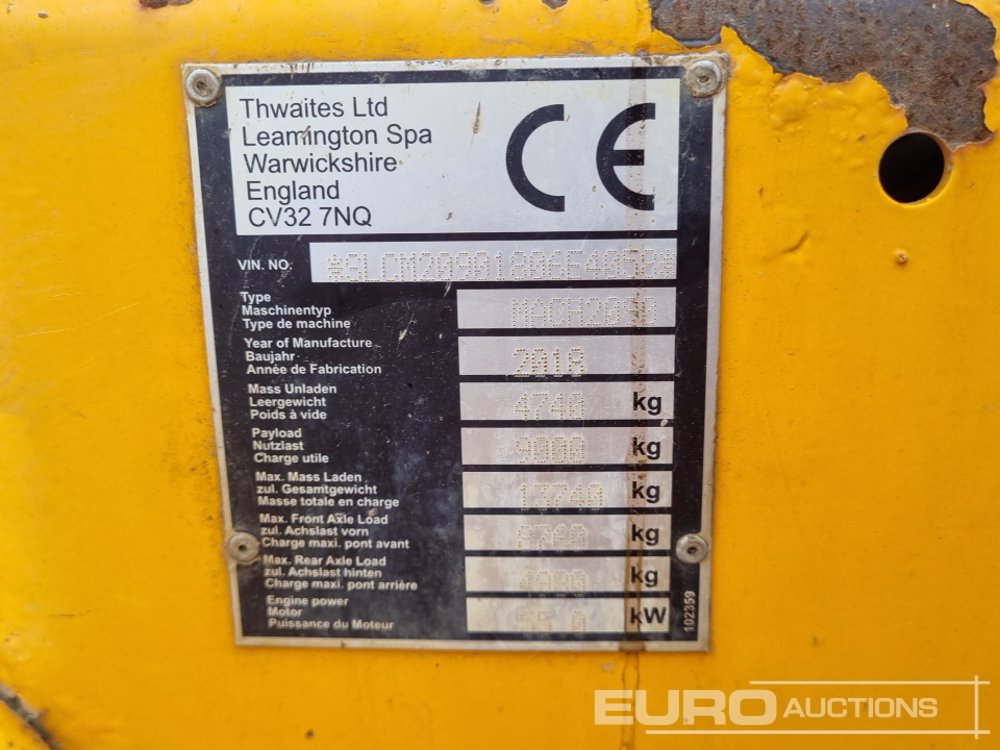 Thwaites Ltd
Leamington Spa
Warwickshire
England
CV32 7NQ
CE
VIN. NO.
Type
Maschinentyp
Type de machine
Year of Manufacture
Baujahr
Année de Fabrication
2018
Mass Unladen
Leergewicht
Poids à vide
4740 kg
Payload
Nutzlast
Charge utile
9000 kg
Max. Mass Laden
zul. Gesamtgewicht
Masse totale en charge
13740 kg
Max. Front Axle Load
zul. Achslast vorn
Charge maxi. pont avant
kg
Max. Rear Axle Load
zul. Achslast hinten
Charge maxi. pont arrière
kg
Engine power
Motor
Puissance du Moteur
kW
102359
EURO AUCTIONS